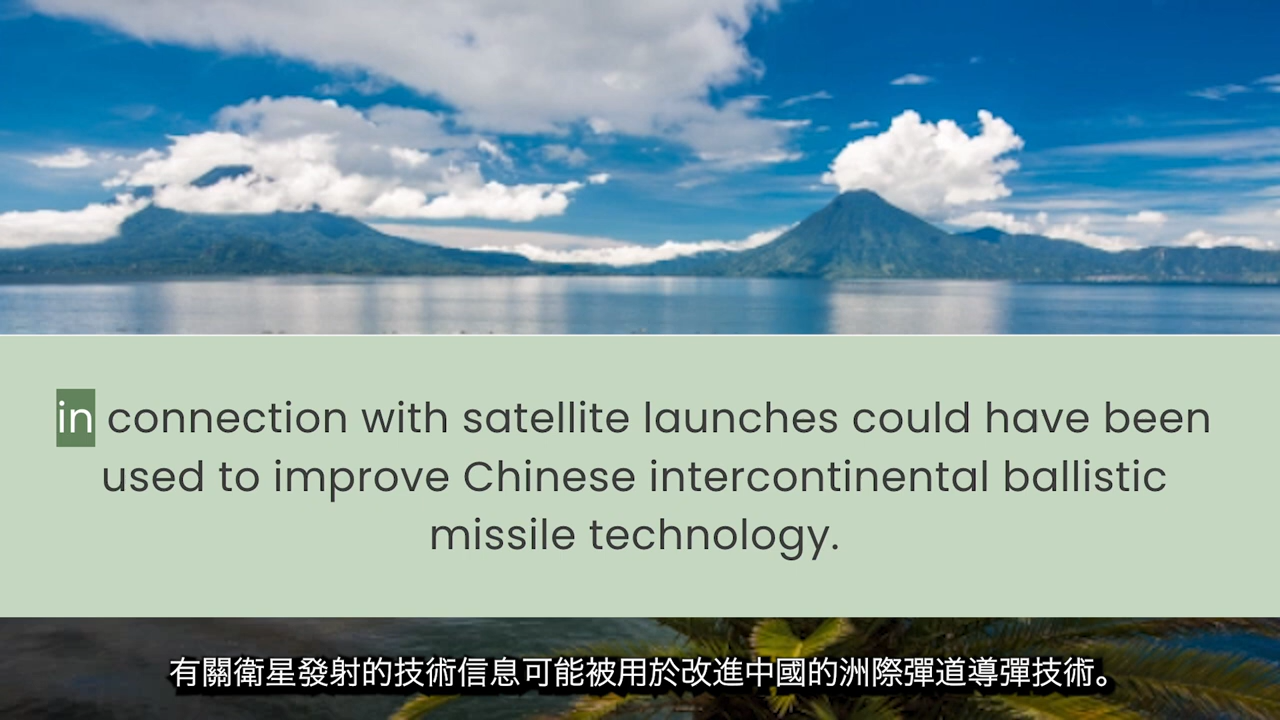 in connection with satellite launches could have been
used to improve Chinese intercontinental ballistic
missile technology.
有關衛星發射的技術信息可能被用於改進中國的洲際彈道導彈技術。